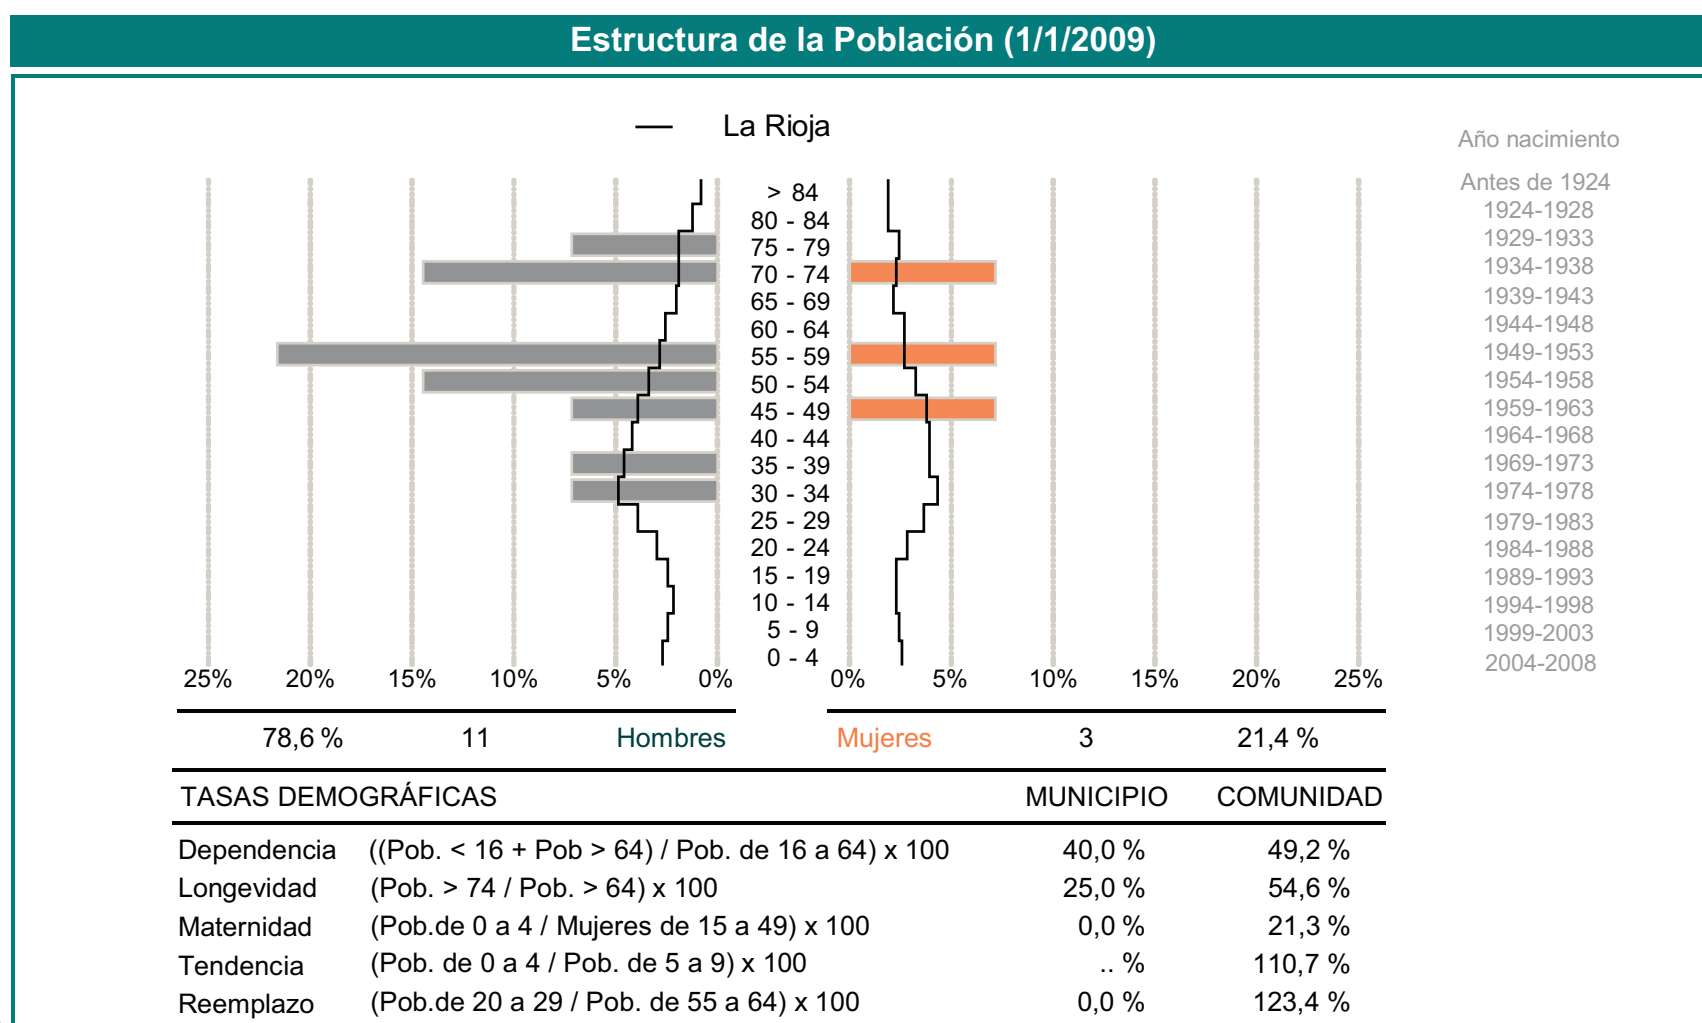 Estructura de la Población (1/1/2009)
La Rioja
Año nacimiento
> 84
80 - 84
75 - 79
70 - 74
65 - 69
60 - 64
55 - 59
50 - 54
45 - 49
40 - 44
35 - 39
30 - 34
25 - 29
20 - 24
15 - 19
10 - 14
5 - 9
0 - 4
Antes de 1924
1924-1928
1929-1933
1934-1938
1939-1943
1944-1948
1949-1953
1954-1958
1959-1963
1964-1968
1969-1973
1974-1978
1979-1983
1984-1988
1989-1993
1994-1998
1999-2003
2004-2008
25% 20% 15% 10% 5% 0% 0% 5% 10% 15% 20% 25%
78,6 % 11 Hombres Mujeres 3 21,4 %
TASAS DEMOGRÁFICAS MUNICIPIO COMUNIDAD
Dependencia ((Pob. < 16 + Pob > 64) / Pob. de 16 a 64) x 100 40,0 % 49,2 %
Longevidad (Pob. > 74 / Pob. > 64) x 100 25,0 % 54,6 %
Maternidad (Pob.de 0 a 4 / Mujeres de 15 a 49) x 100 0,0 % 21,3 %
Tendencia (Pob. de 0 a 4 / Pob. de 5 a 9) x 100 .. % 110,7 %
Reemplazo (Pob.de 20 a 29 / Pob. de 55 a 64) x 100 0,0 % 123,4 %